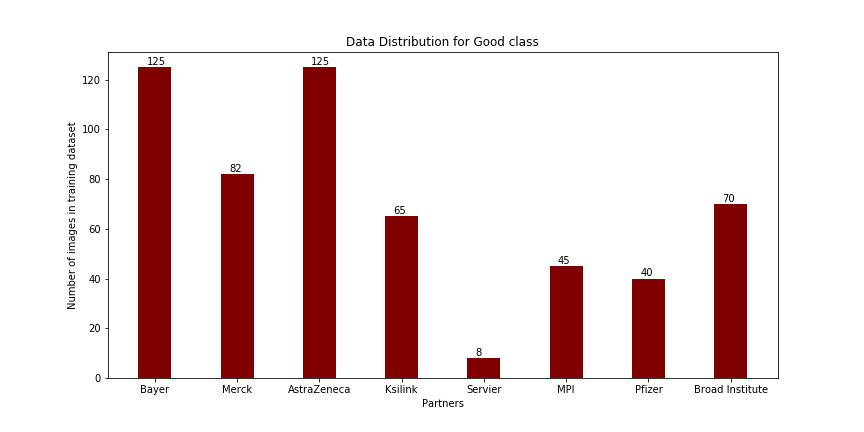 Data Distribution for Good class
Number of images in training dataset
120
100
80
60
40
20
0
125
82
125
65
8
45
40
70
Bayer
Merck
AstraZeneca
Ksilink
Servier
MPI
Pfizer
Broad Institute
Partners